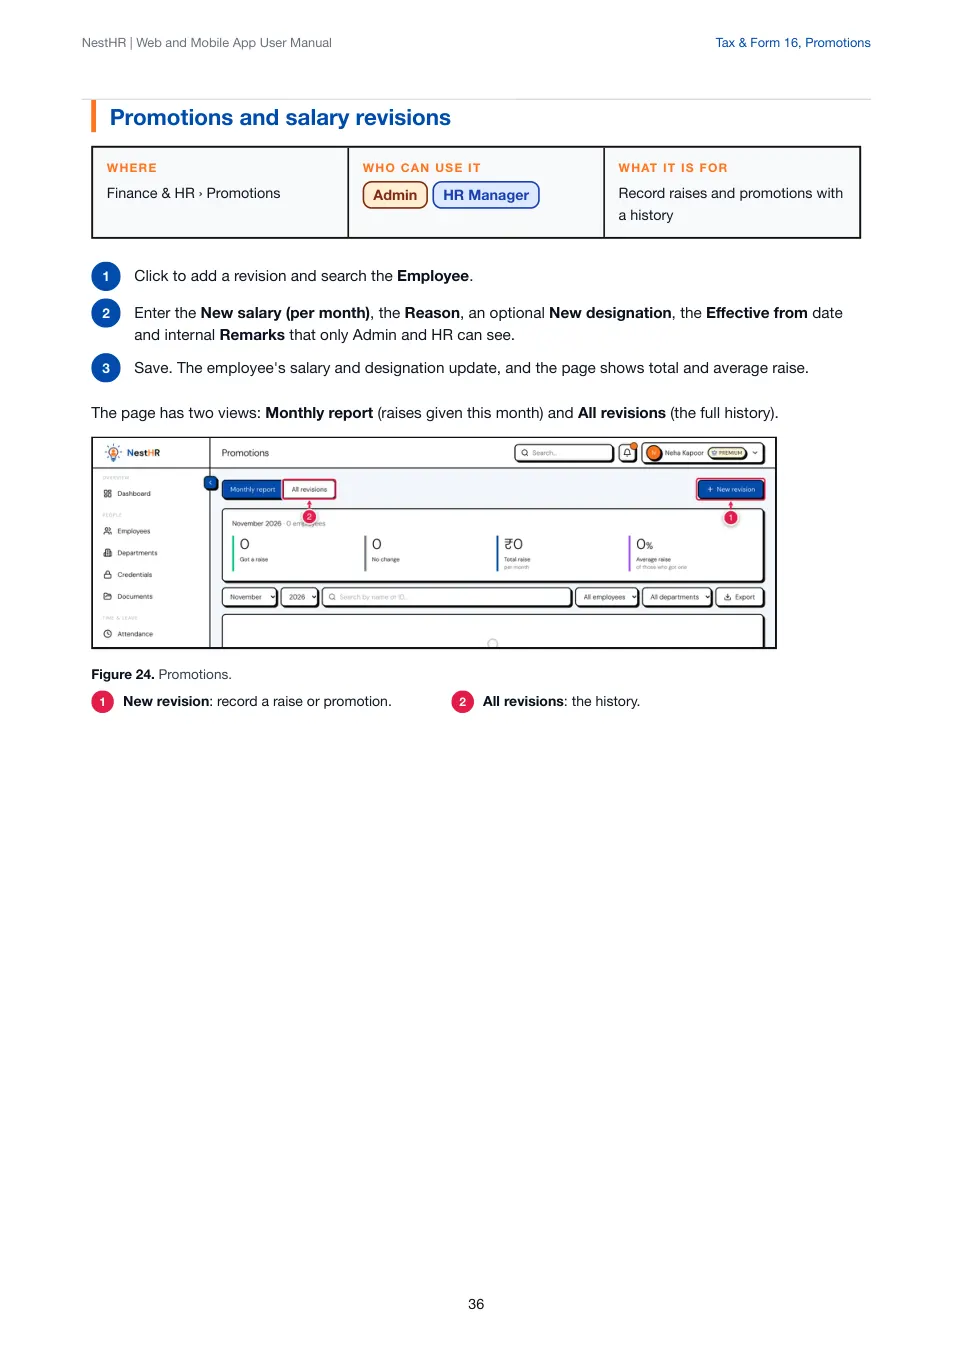 NestHR | Web and Mobile App User Manual
Tax & Form 16, Promotions
Promotions and salary revisions
WHERE
Finance & HR › Promotions
WHO CAN USE IT
Admin HR Manager
WHAT IT IS FOR
Record raises and promotions with
a history
1 Click to add a revision and search the Employee.
2 Enter the New salary (per month), the Reason, an optional New designation, the Effective from date
and internal Remarks that only Admin and HR can see.
3 Save. The employee's salary and designation update, and the page shows total and average raise.
The page has two views: Monthly report (raises given this month) and All revisions (the full history).
NestHR
Promotions
Search..
Neha Kapoor PREMIUM
OVERVIEW
Dashboard
PEOPLE
Employees
Departments
Credentials
Documents
TIME & LEAVE
Attendance
Monthly report All revisions
+ New revision
2
1
November 2026 · 0 employees
0
Got a raise
0
No change
₹0
Total raise
per month
0%
Average raise
of those who got one
November 2026 Search by name or ID.. All employees All departments Export
Figure 24. Promotions.
1 New revision: record a raise or promotion.
2 All revisions: the history.
36